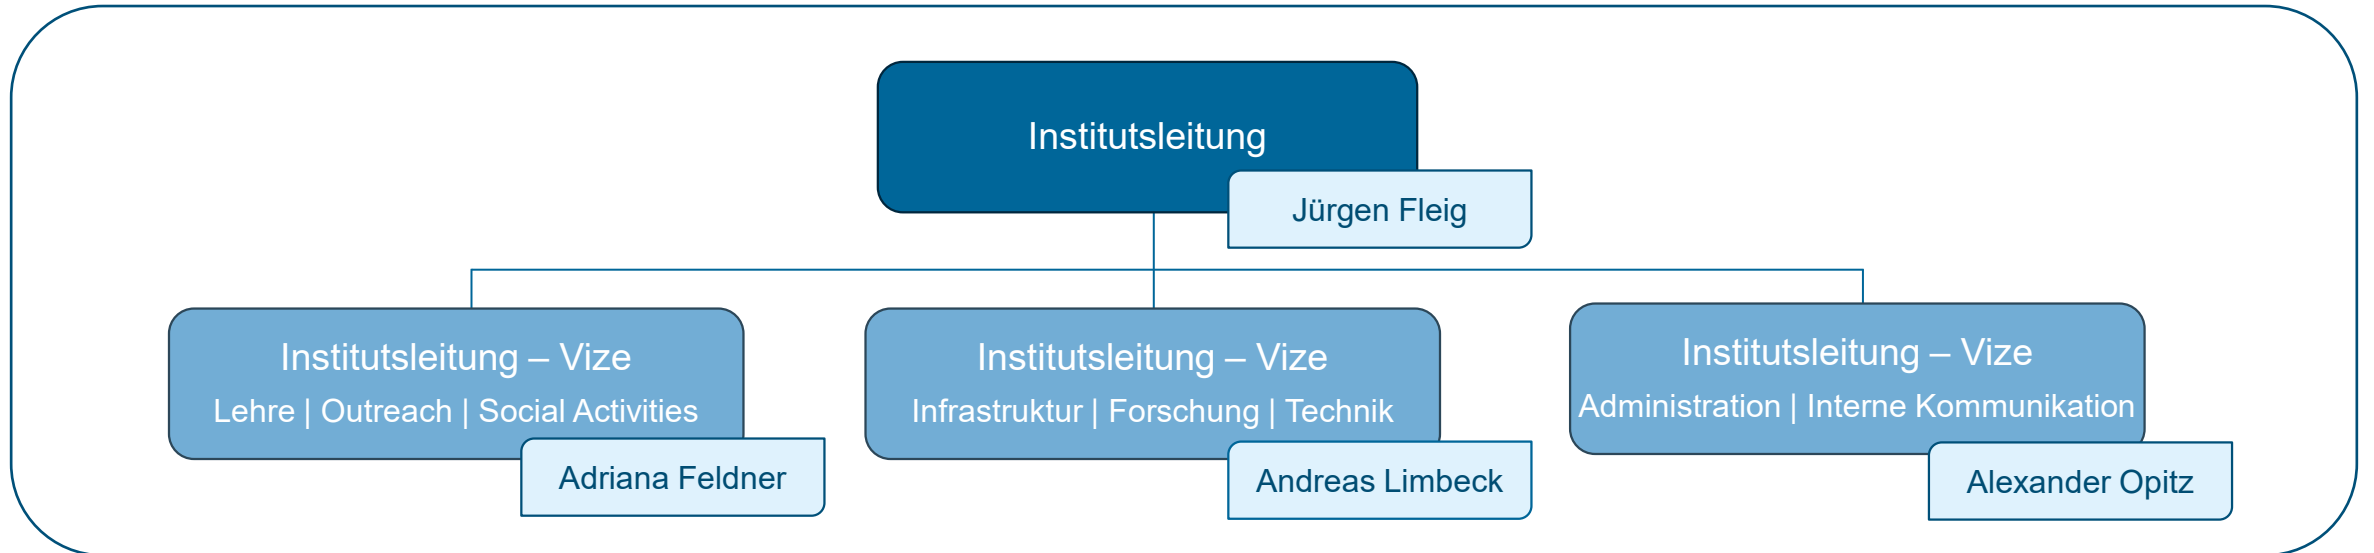 Institutsleitung
Jürgen Fleig
Institutsleitung – Vize
Lehre | Outreach | Social Activities
Adriana Feldner
Institutsleitung – Vize
Infrastruktur | Forschung | Technik
Andreas Limbeck
Institutsleitung – Vize
Administration | Interne Kommunikation
Alexander Opitz